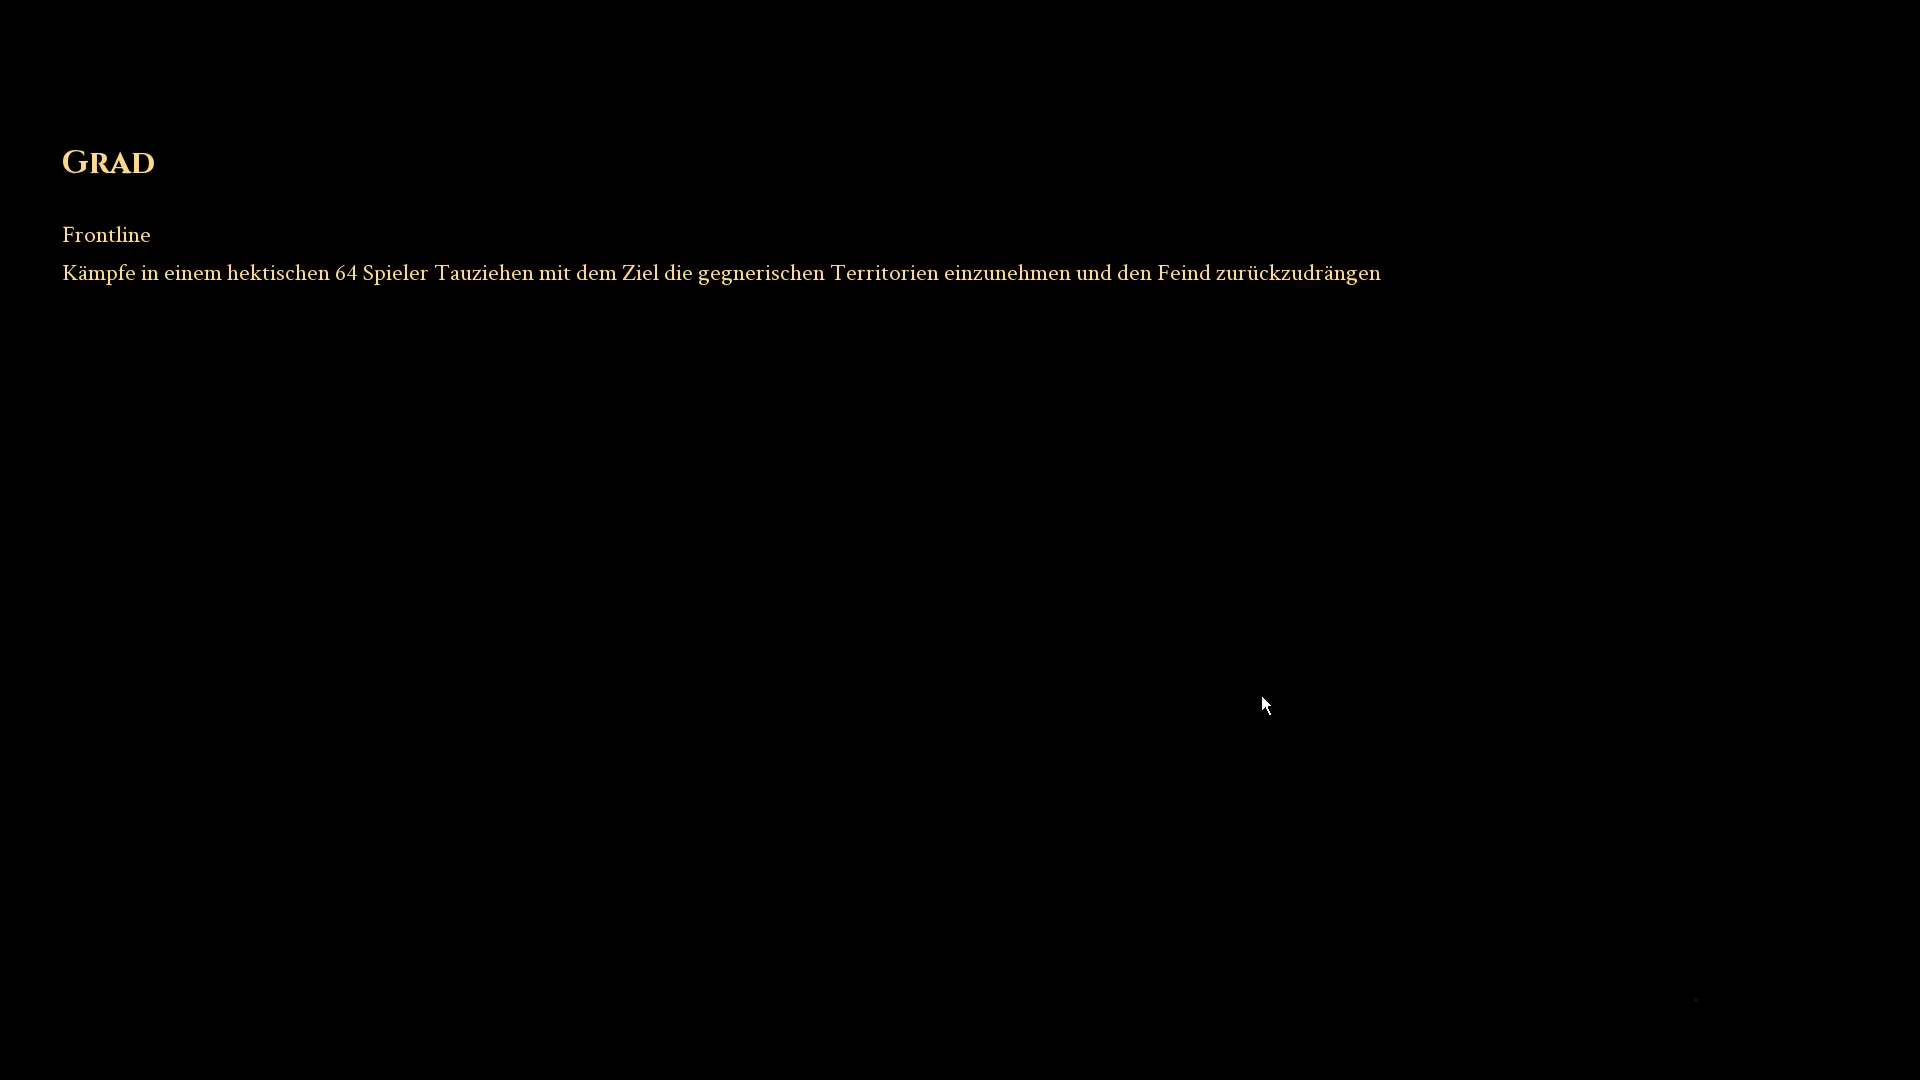 Grad
Frontline
Kämpfe in einem hektischen 64 Spieler Tauziehen mit dem Ziel die gegnerischen Territorien einzunehmen und den Feind zurückzudrängen